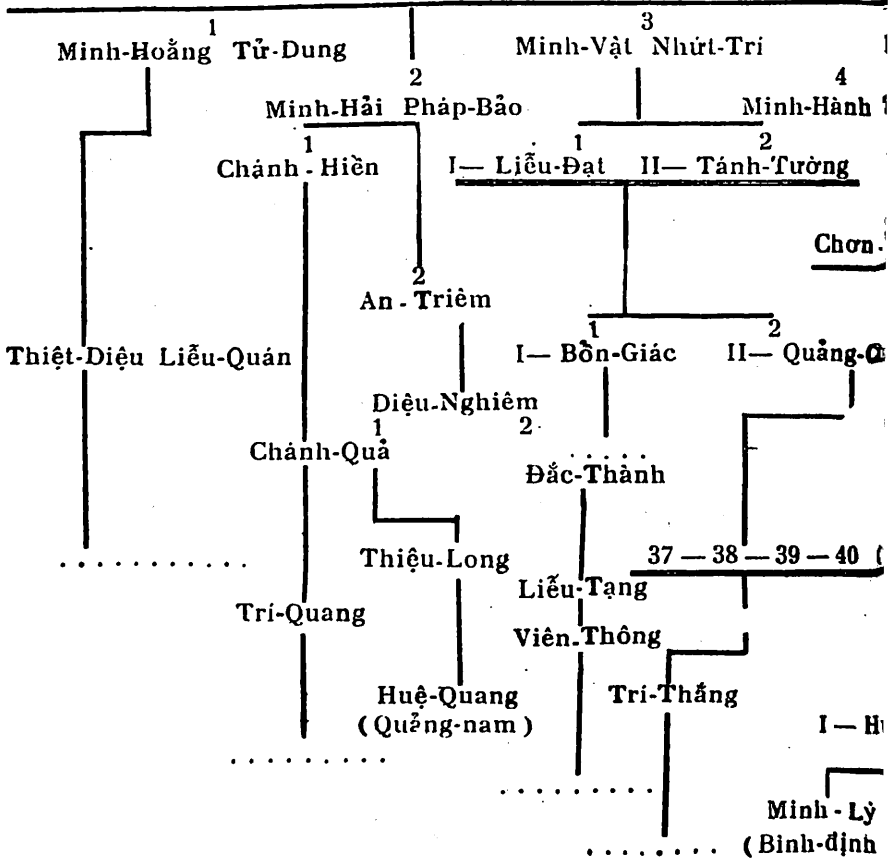 1 3
Minh-Hoằng Tử-Dung Minh-Vật Nhứt-Trí
2 4
Minh-Hải Pháp-Bảo Minh-Hành
1 1 2
Chánh-Hiền I— Liễu-Đạt II— Tánh-Tường
Chơn-
2
An-Triêm
1 2
Thiệt-Diệu Liễu-Quán I— Bổn-Giác II— Quảng-
Diệu-Nghiêm
1 2
Chánh-Quả
.....
Đắc-Thành
Thiệu-Long 37 — 38 — 39 — 40 (
...........
Liễu-Tạng
Trí-Quang
Viên-Thông
Huệ-Quang Trí-Thắng
(Quảng-nam) I —
.........
.........
Minh-Lý
........ (Bình-định